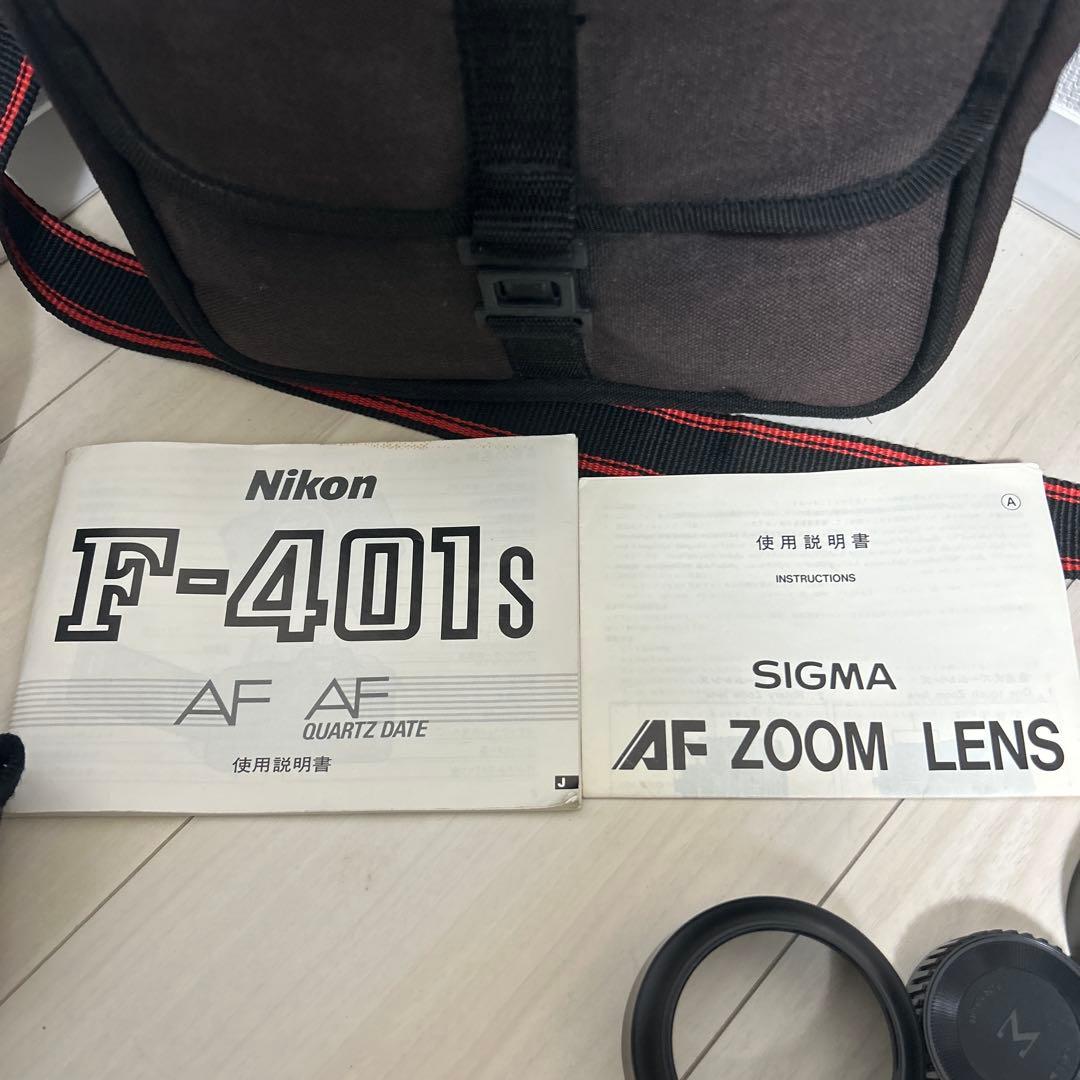 Nikon
F-401s
AF AF
QUARTZ DATE
使用説明書
J
A
使用説明書
INSTRUCTIONS
SIGMA
AF ZOOM LENS